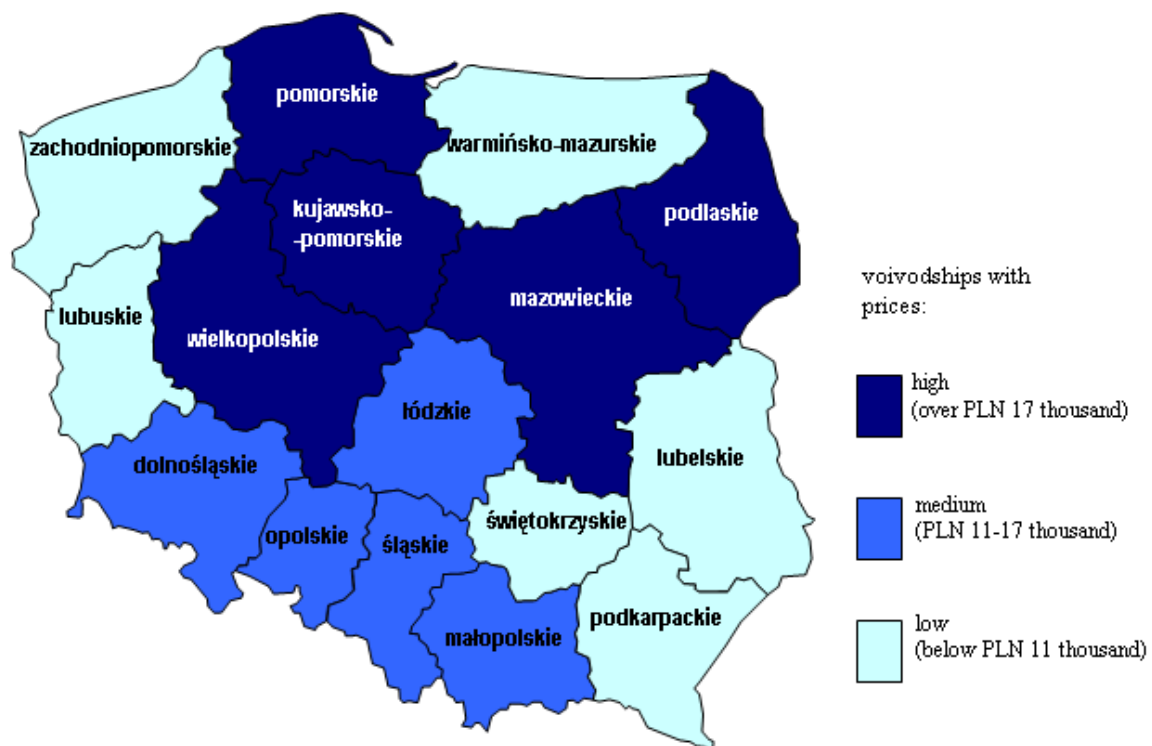 pomorskie
zachodniopomorskie
warmińsko-mazurskie
kujawsko-
-pomorskie
podlaskie
mazowieckie
lubuskie
wielkopolskie
łódzkie
dolnośląskie
lubelskie
opolskie
śląskie
świętokrzyskie
małopolskie
podkarpackie
voivodships with
prices:
high
(over PLN 17 thousand)
medium
(PLN 11-17 thousand)
low
(below PLN 11 thousand)